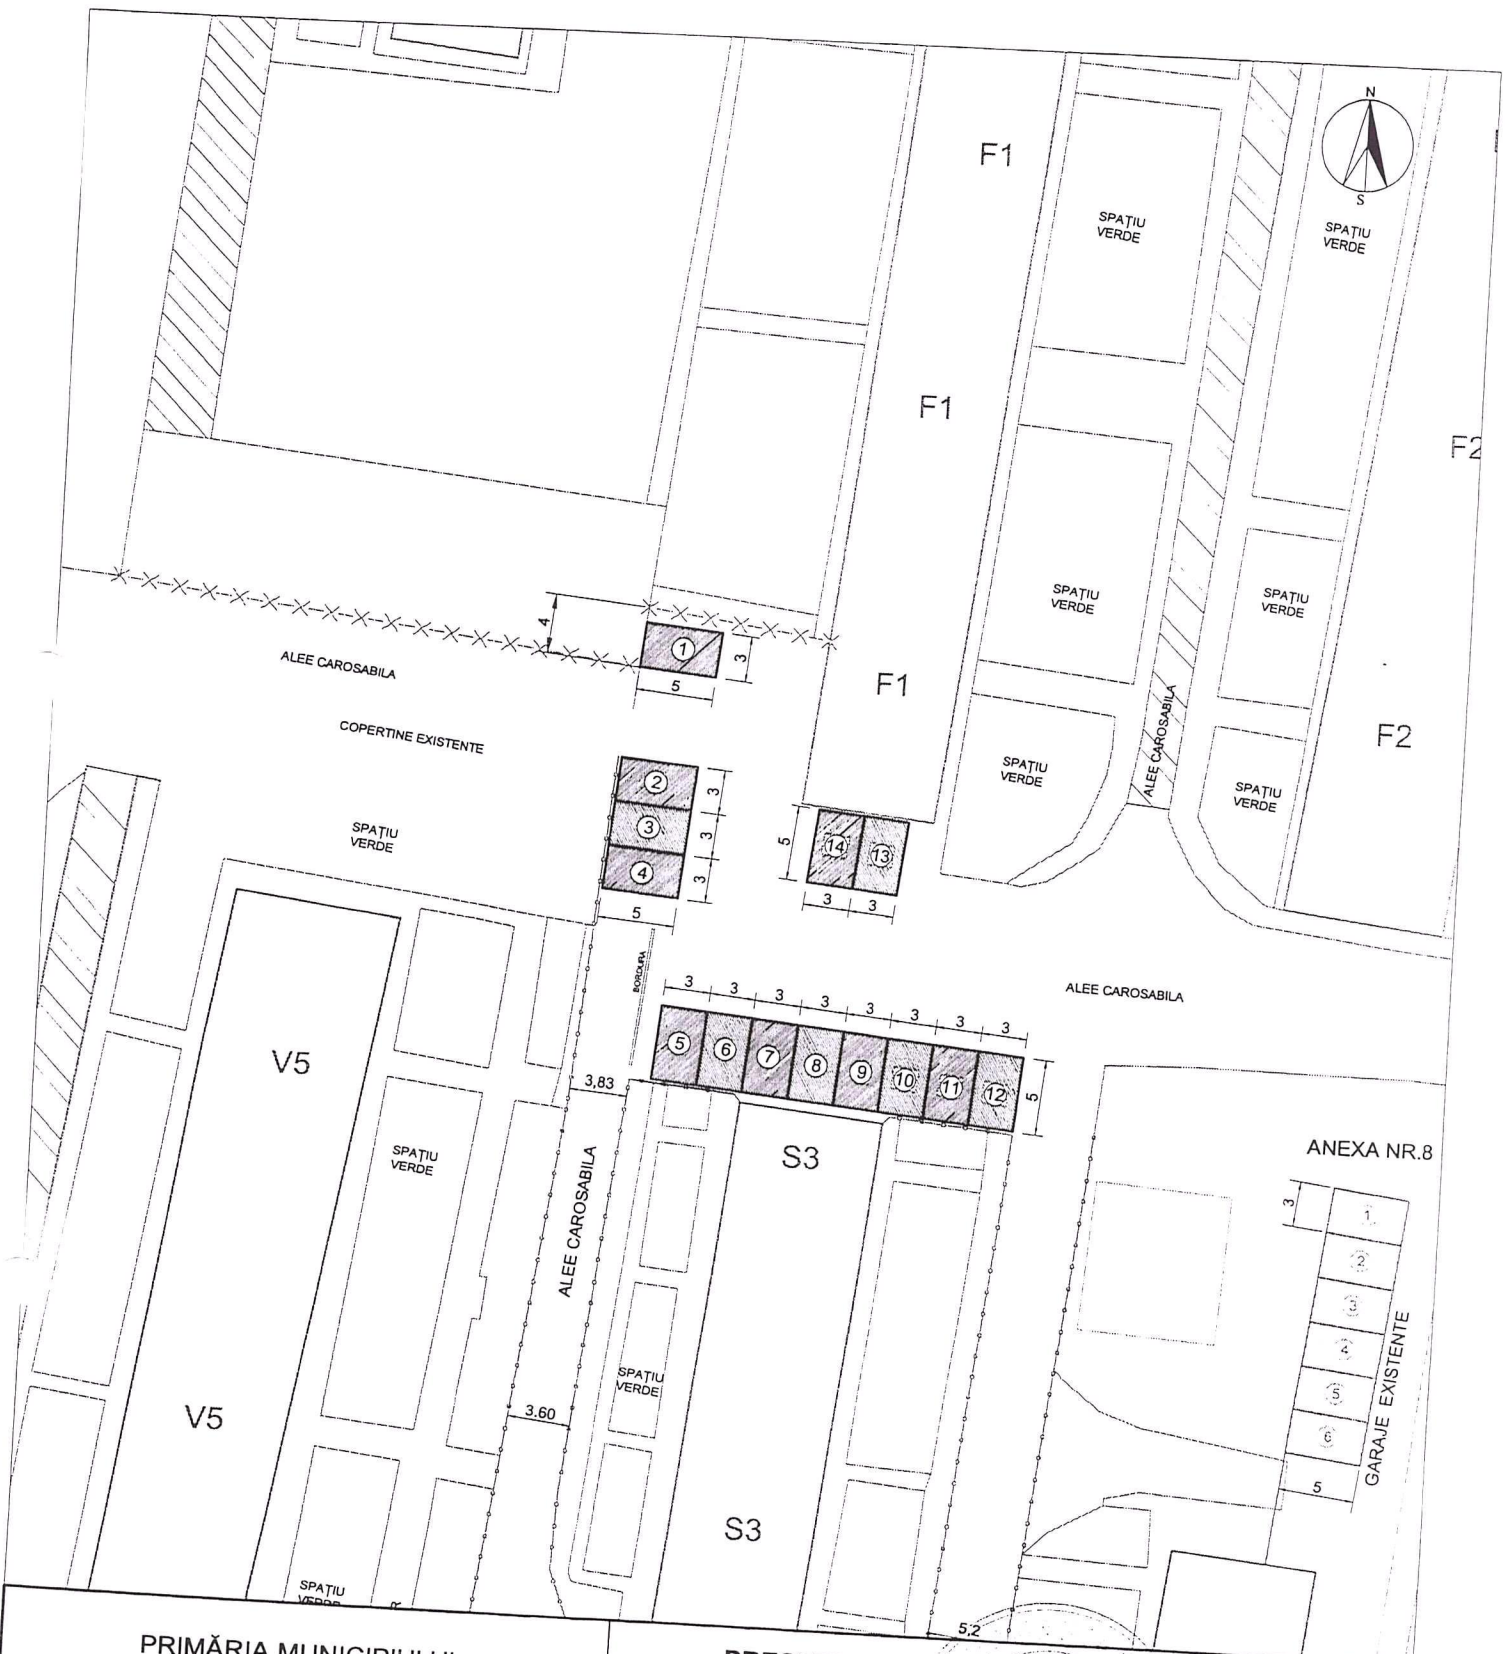 N
S
F1
SPAȚIU
VERDE
SPAȚIU
VERDE
F1
F2
4
1
3
5
SPAȚIU
VERDE
SPAȚIU
VERDE
ALEE CAROSABILA
F1
ALEE CAROSABILA
COPERTINE EXISTENTE
F2
SPAȚIU
VERDE
SPAȚIU
VERDE
2
3
3
3
4
3
5
SPAȚIU
VERDE
5
14
13
3
3
BORDURA
ALEE CAROSABILA
3
3
3
3
3
3
3
3
5
6
7
8
9
10
11
12
5
V5
3,83
SPAȚIU
VERDE
ALEE CAROSABILA
S3
ANEXA NR.8
3
1
2
3
4
5
6
5
GARAJE EXISTENTE
SPAȚIU
VERDE
V5
3.60
S3
SPAȚIU
VERDE
5,2
PRIMĂRIA MUNICIPIULUI